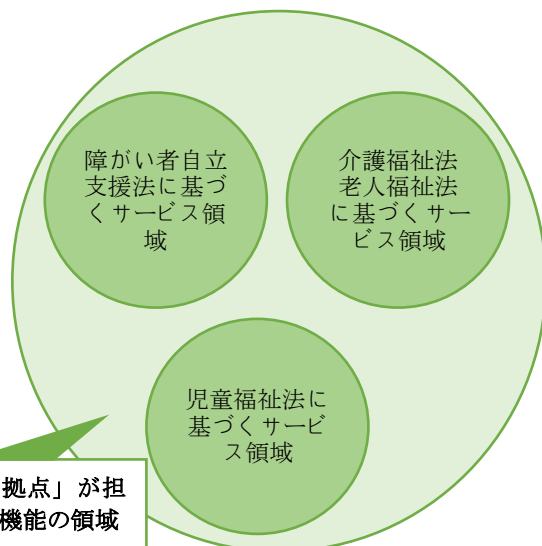 障がい者自立
支援法に基づ
くサービス領
域
介護福祉法
老人福祉法
に基づくサー
ビス領域
児童福祉法に
基づくサービ
ス領域
拠点」が担
機能の領域